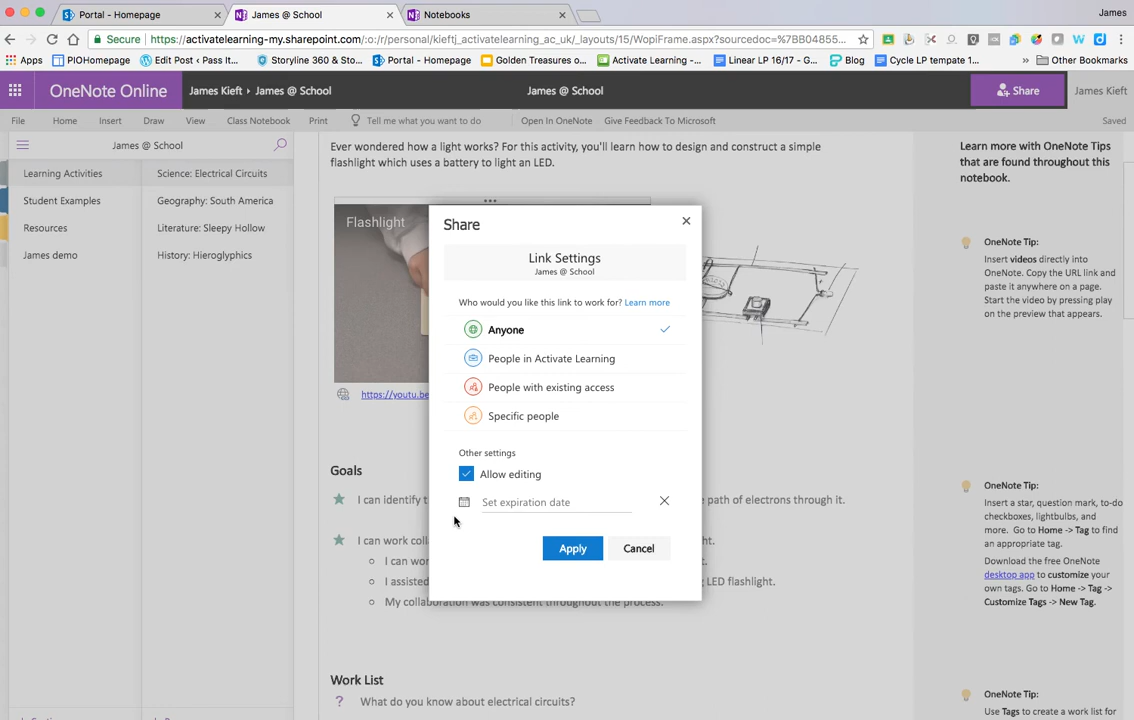 Portal - Homepage
James @ School
Notebooks
James
Secure
https://activatelearning-my.sharepoint.com/:o:/r/personal/kieftj_activatelearning_ac_uk/_layouts/15/WopiFrame.aspx?sourcedoc=%7BB04855...
Apps
PIOHomepage
Edit Post ‹ Pass It...
Storyline 360 & Sto...
Portal - Homepage
Golden Treasures o...
Activate Learning -...
Linear LP 16/17 - G...
Blog
Cycle LP tempate 1...
»
Other Bookmarks
OneNote Online
James Kieft ▸ James @ School
James @ School
Share
James Kieft
File
Home
Insert
Draw
View
Class Notebook
Print
Tell me what you want to do
Open In OneNote
Give Feedback To Microsoft
Saved
James @ School
Learning Activities
Student Examples
Resources
James demo
Science: Electrical Circuits
Geography: South America
Literature: Sleepy Hollow
History: Hieroglyphics
Ever wondered how a light works? For this activity, you'll learn how to design and construct a simple
flashlight which uses a battery to light an LED.
Flashlight
https://youtu.be
Goals
I can identify t
e path of electrons through it.
I can work coll
ght.
I can wor
I assisted
g LED flashlight.
My collaboration was consistent throughout the process.
Work List
? What do you know about electrical circuits?
Share
Link Settings
James @ School
Who would you like this link to work for? Learn more
Anyone
People in Activate Learning
People with existing access
Specific people
Other settings
Allow editing
Set expiration date
Apply
Cancel
Learn more with OneNote Tips
that are found throughout this
notebook.
OneNote Tip:
Insert videos directly into
OneNote. Copy the URL link and
paste it anywhere on a page.
Start the video by pressing play
on the preview that appears.
OneNote Tip:
Insert a star, question mark, to-do
checkboxes, lightbulbs, and
more. Go to Home -> Tag to find
an appropriate tag.
Download the free OneNote
desktop app to customize your
own tags. Go to Home -> Tag ->
Customize Tags -> New Tag.
OneNote Tip:
Use Tags to create a work list for